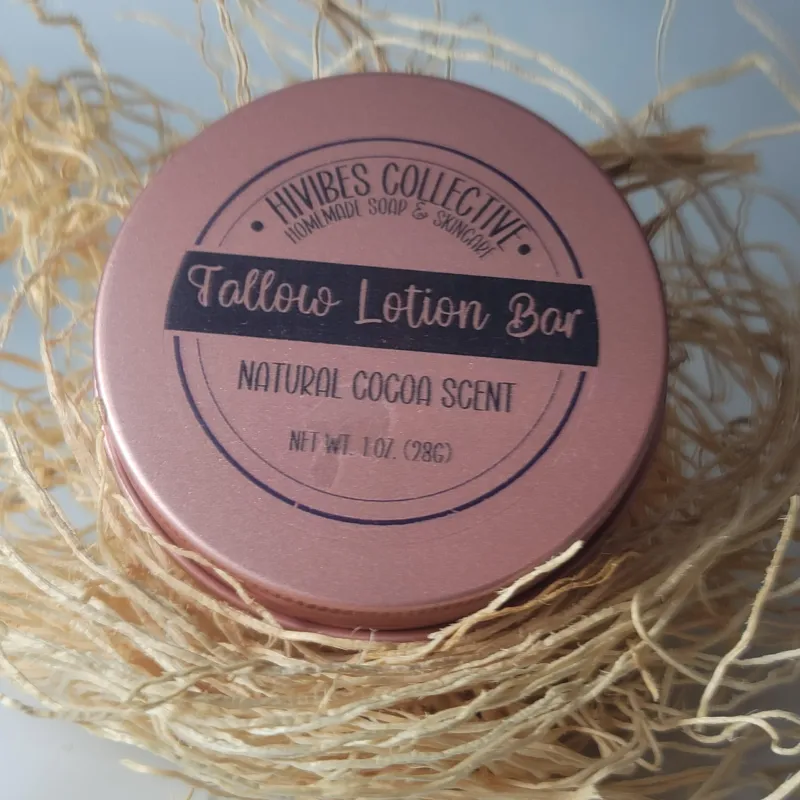 • HIVIBES COLLECTIVE •
HOMEMADE SOAP & SKINCARE
Tallow Lotion Bar
NATURAL COCOA SCENT
NET WT. 1 OZ. (28G)